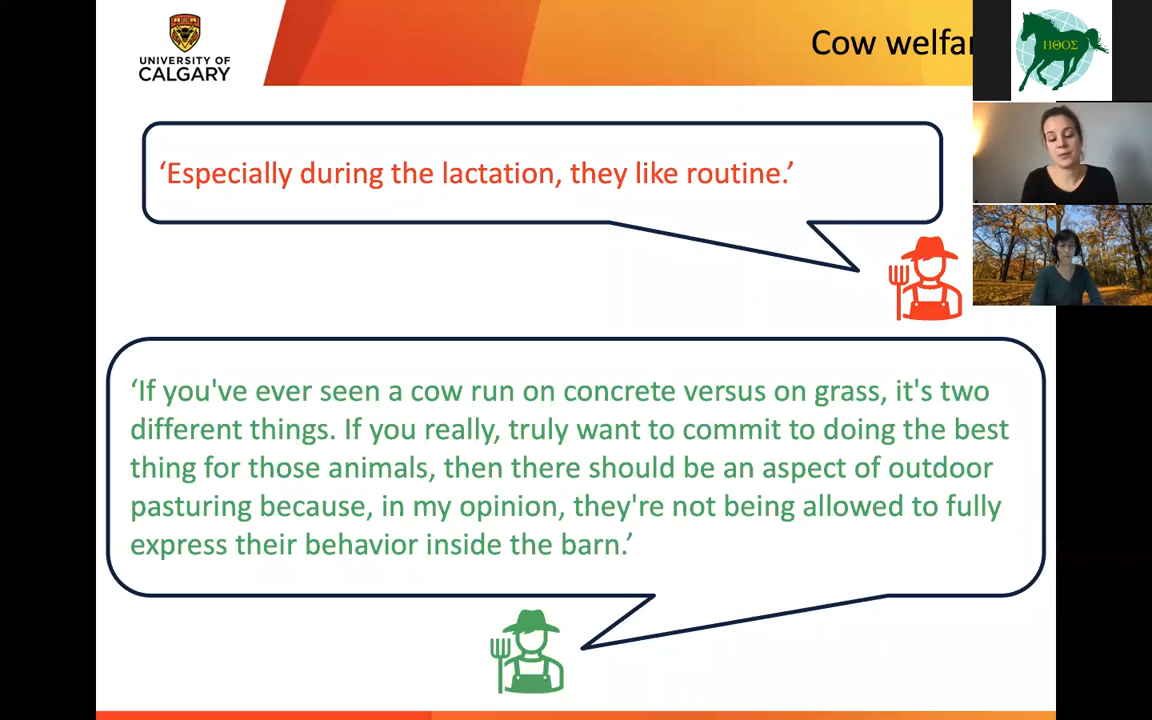 UNIVERSITY OF
CALGARY
Cow welfar
ΗΘΟΣ
‘Especially during the lactation, they like routine.’
‘If you've ever seen a cow run on concrete versus on grass, it's two
different things. If you really, truly want to commit to doing the best
thing for those animals, then there should be an aspect of outdoor
pasturing because, in my opinion, they're not being allowed to fully
express their behavior inside the barn.’